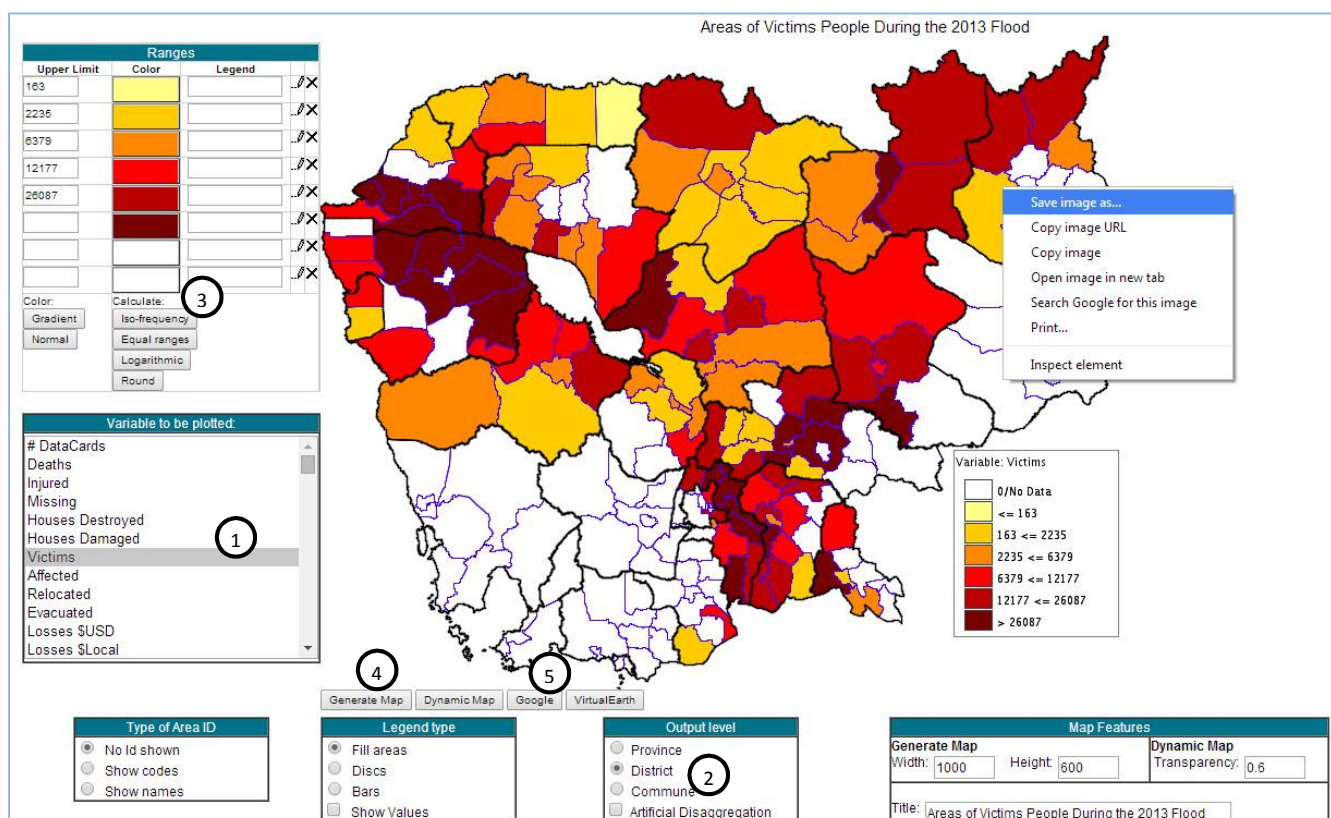 Areas of Victims People During the 2013 Flood
Ranges
Upper Limit Color Legend
163
2235
6379
12177
26087
Color: Calculate:
3
Gradient Iso-frequency
Normal Equal ranges
Logarithmic
Round
Variable to be plotted:
# DataCards
Deaths
Injured
Missing
Houses Destroyed
Houses Damaged
1
Victims
Affected
Relocated
Evacuated
Losses $USD
Losses $Local
Save image as...
Copy image URL
Copy image
Open image in new tab
Search Google for this image
Print...
Inspect element
Variable: Victims
0/No Data
<= 163
163 <= 2235
2235 <= 6379
6379 <= 12177
12177 <= 26087
> 26087
4 5
Generate Map Dynamic Map Google VirtualEarth
Type of Area ID
No Id shown
Show codes
Show names
Legend type
Fill areas
Discs
Bars
Show Values
Output level
Province
District
2
Commune
Artificial Disaggregation
Map Features
Generate Map Dynamic Map
Width: 1000 Height: 600 Transparency: 0.6
Title: Areas of Victims People During the 2013 Flood